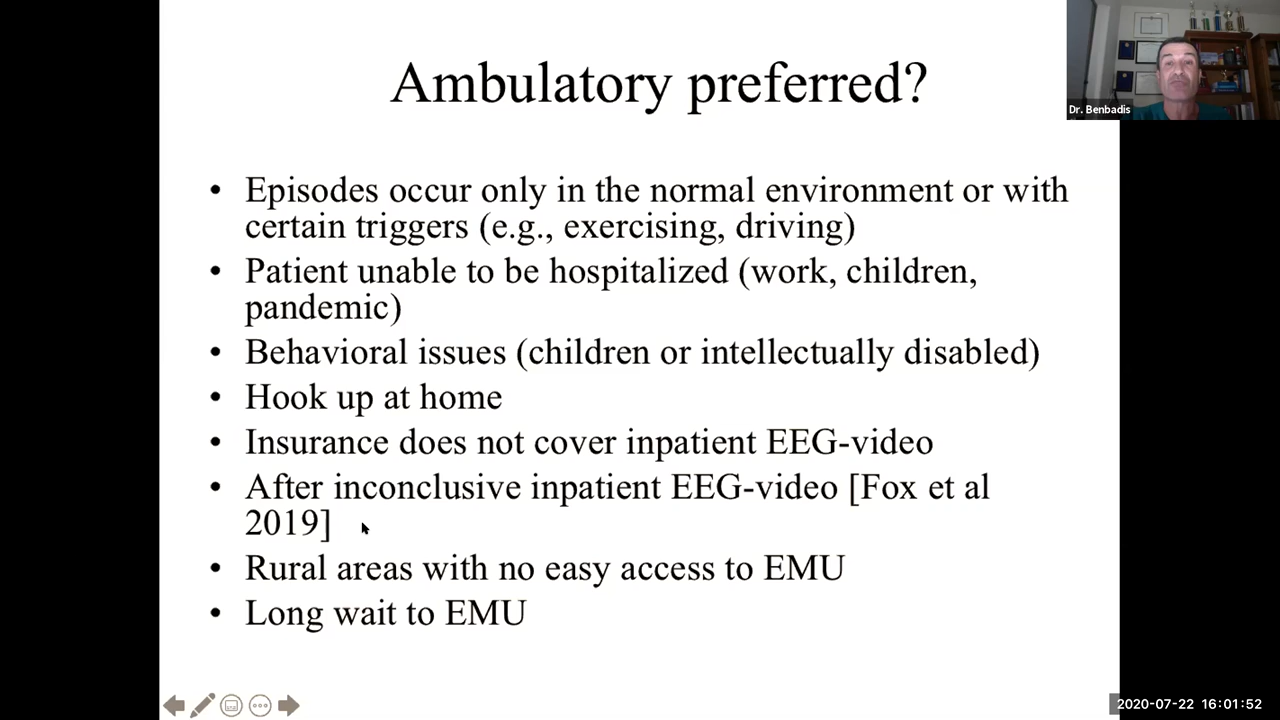 Ambulatory preferred?
Dr. Benbadis
• Episodes occur only in the normal environment or with
certain triggers (e.g., exercising, driving)
• Patient unable to be hospitalized (work, children,
pandemic)
• Behavioral issues (children or intellectually disabled)
• Hook up at home
• Insurance does not cover inpatient EEG-video
• After inconclusive inpatient EEG-video [Fox et al
2019]
• Rural areas with no easy access to EMU
• Long wait to EMU
2020-07-22 16:01:52